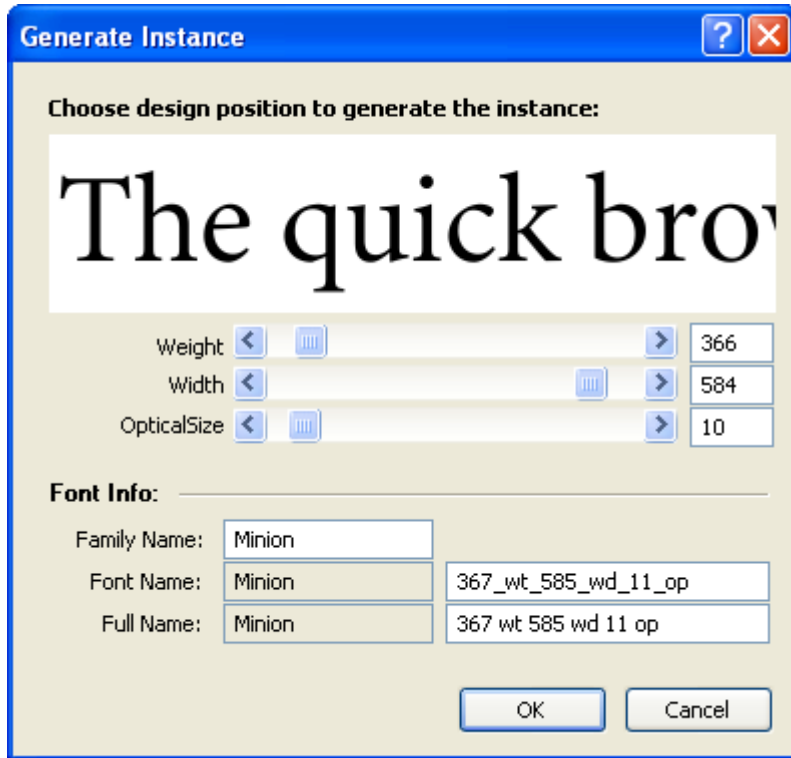 Generate Instance
Choose design position to generate the instance:
The quick brow
Weight 366
Width 584
OpticalSize 10
Font Info:
Family Name: Minion
Font Name: Minion 367_wt_585_wd_11_op
Full Name: Minion 367 wt 585 wd 11 op
OK Cancel